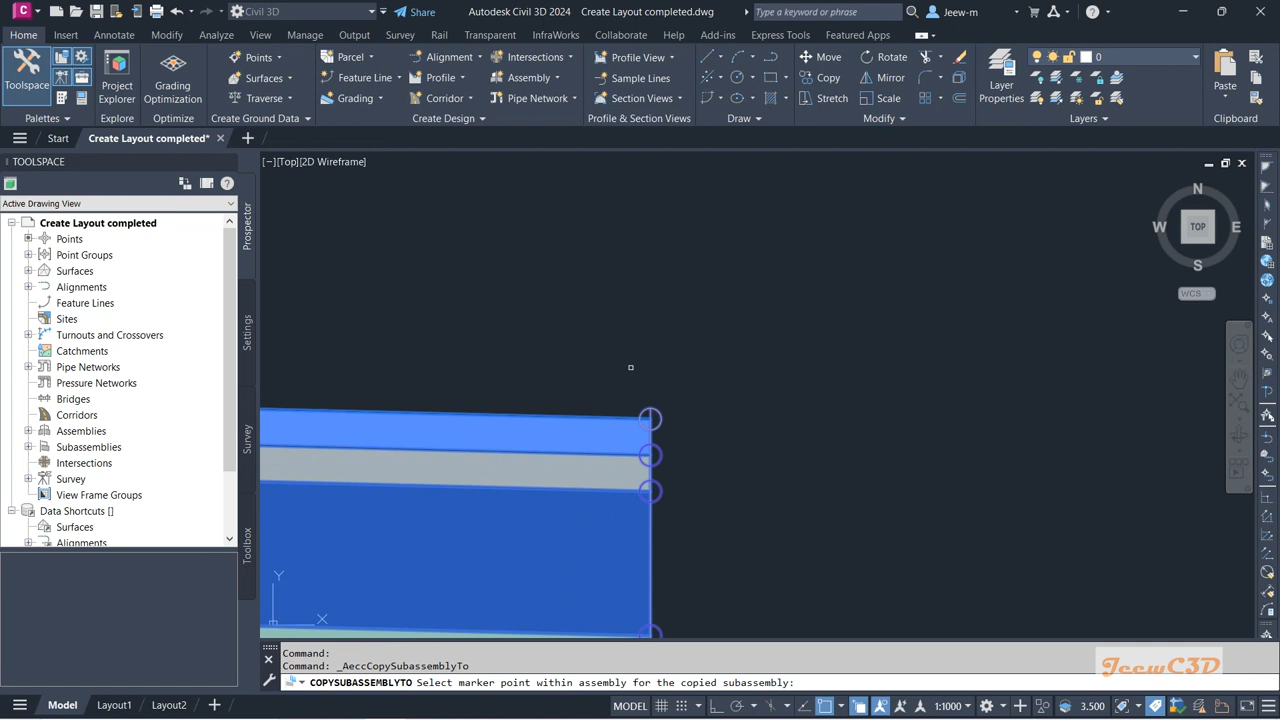 Civil 3D
Share
Autodesk Civil 3D 2024
Create Layout completed.dwg
Type a keyword or phrase
Jeew-m
Home Insert Annotate Modify Analyze View Manage Output Survey Rail Transparent InfraWorks Collaborate Help Add-ins Express Tools Featured Apps
Toolspace
Project Explorer
Grading Optimization
Points
Surfaces
Traverse
Parcel
Feature Line
Grading
Alignment
Profile
Corridor
Intersections
Assembly
Pipe Network
Profile View
Sample Lines
Section Views
Move
Rotate
Copy
Mirror
Stretch
Scale
Layer Properties
0
Paste
Palettes
Explore
Optimize
Create Ground Data
Create Design
Profile & Section Views
Draw
Modify
Layers
Clipboard
Start
Create Layout completed*
TOOLSPACE
Active Drawing View
Create Layout completed
Points
Point Groups
Surfaces
Alignments
Feature Lines
Sites
Turnouts and Crossovers
Catchments
Pipe Networks
Pressure Networks
Bridges
Corridors
Assemblies
Subassemblies
Intersections
Survey
View Frame Groups
Data Shortcuts []
Surfaces
Alignments
Prospector
Settings
Survey
Toolbox
[−][Top][2D Wireframe]
N
W
TOP
E
S
WCS
Y
X
Command:
Command: _AeccCopySubassemblyTo
COPYSUBASSEMBLYTO Select marker point within assembly for the copied subassembly:
JeewC3D
Model
Layout1
Layout2
MODEL
1:1000
3.500